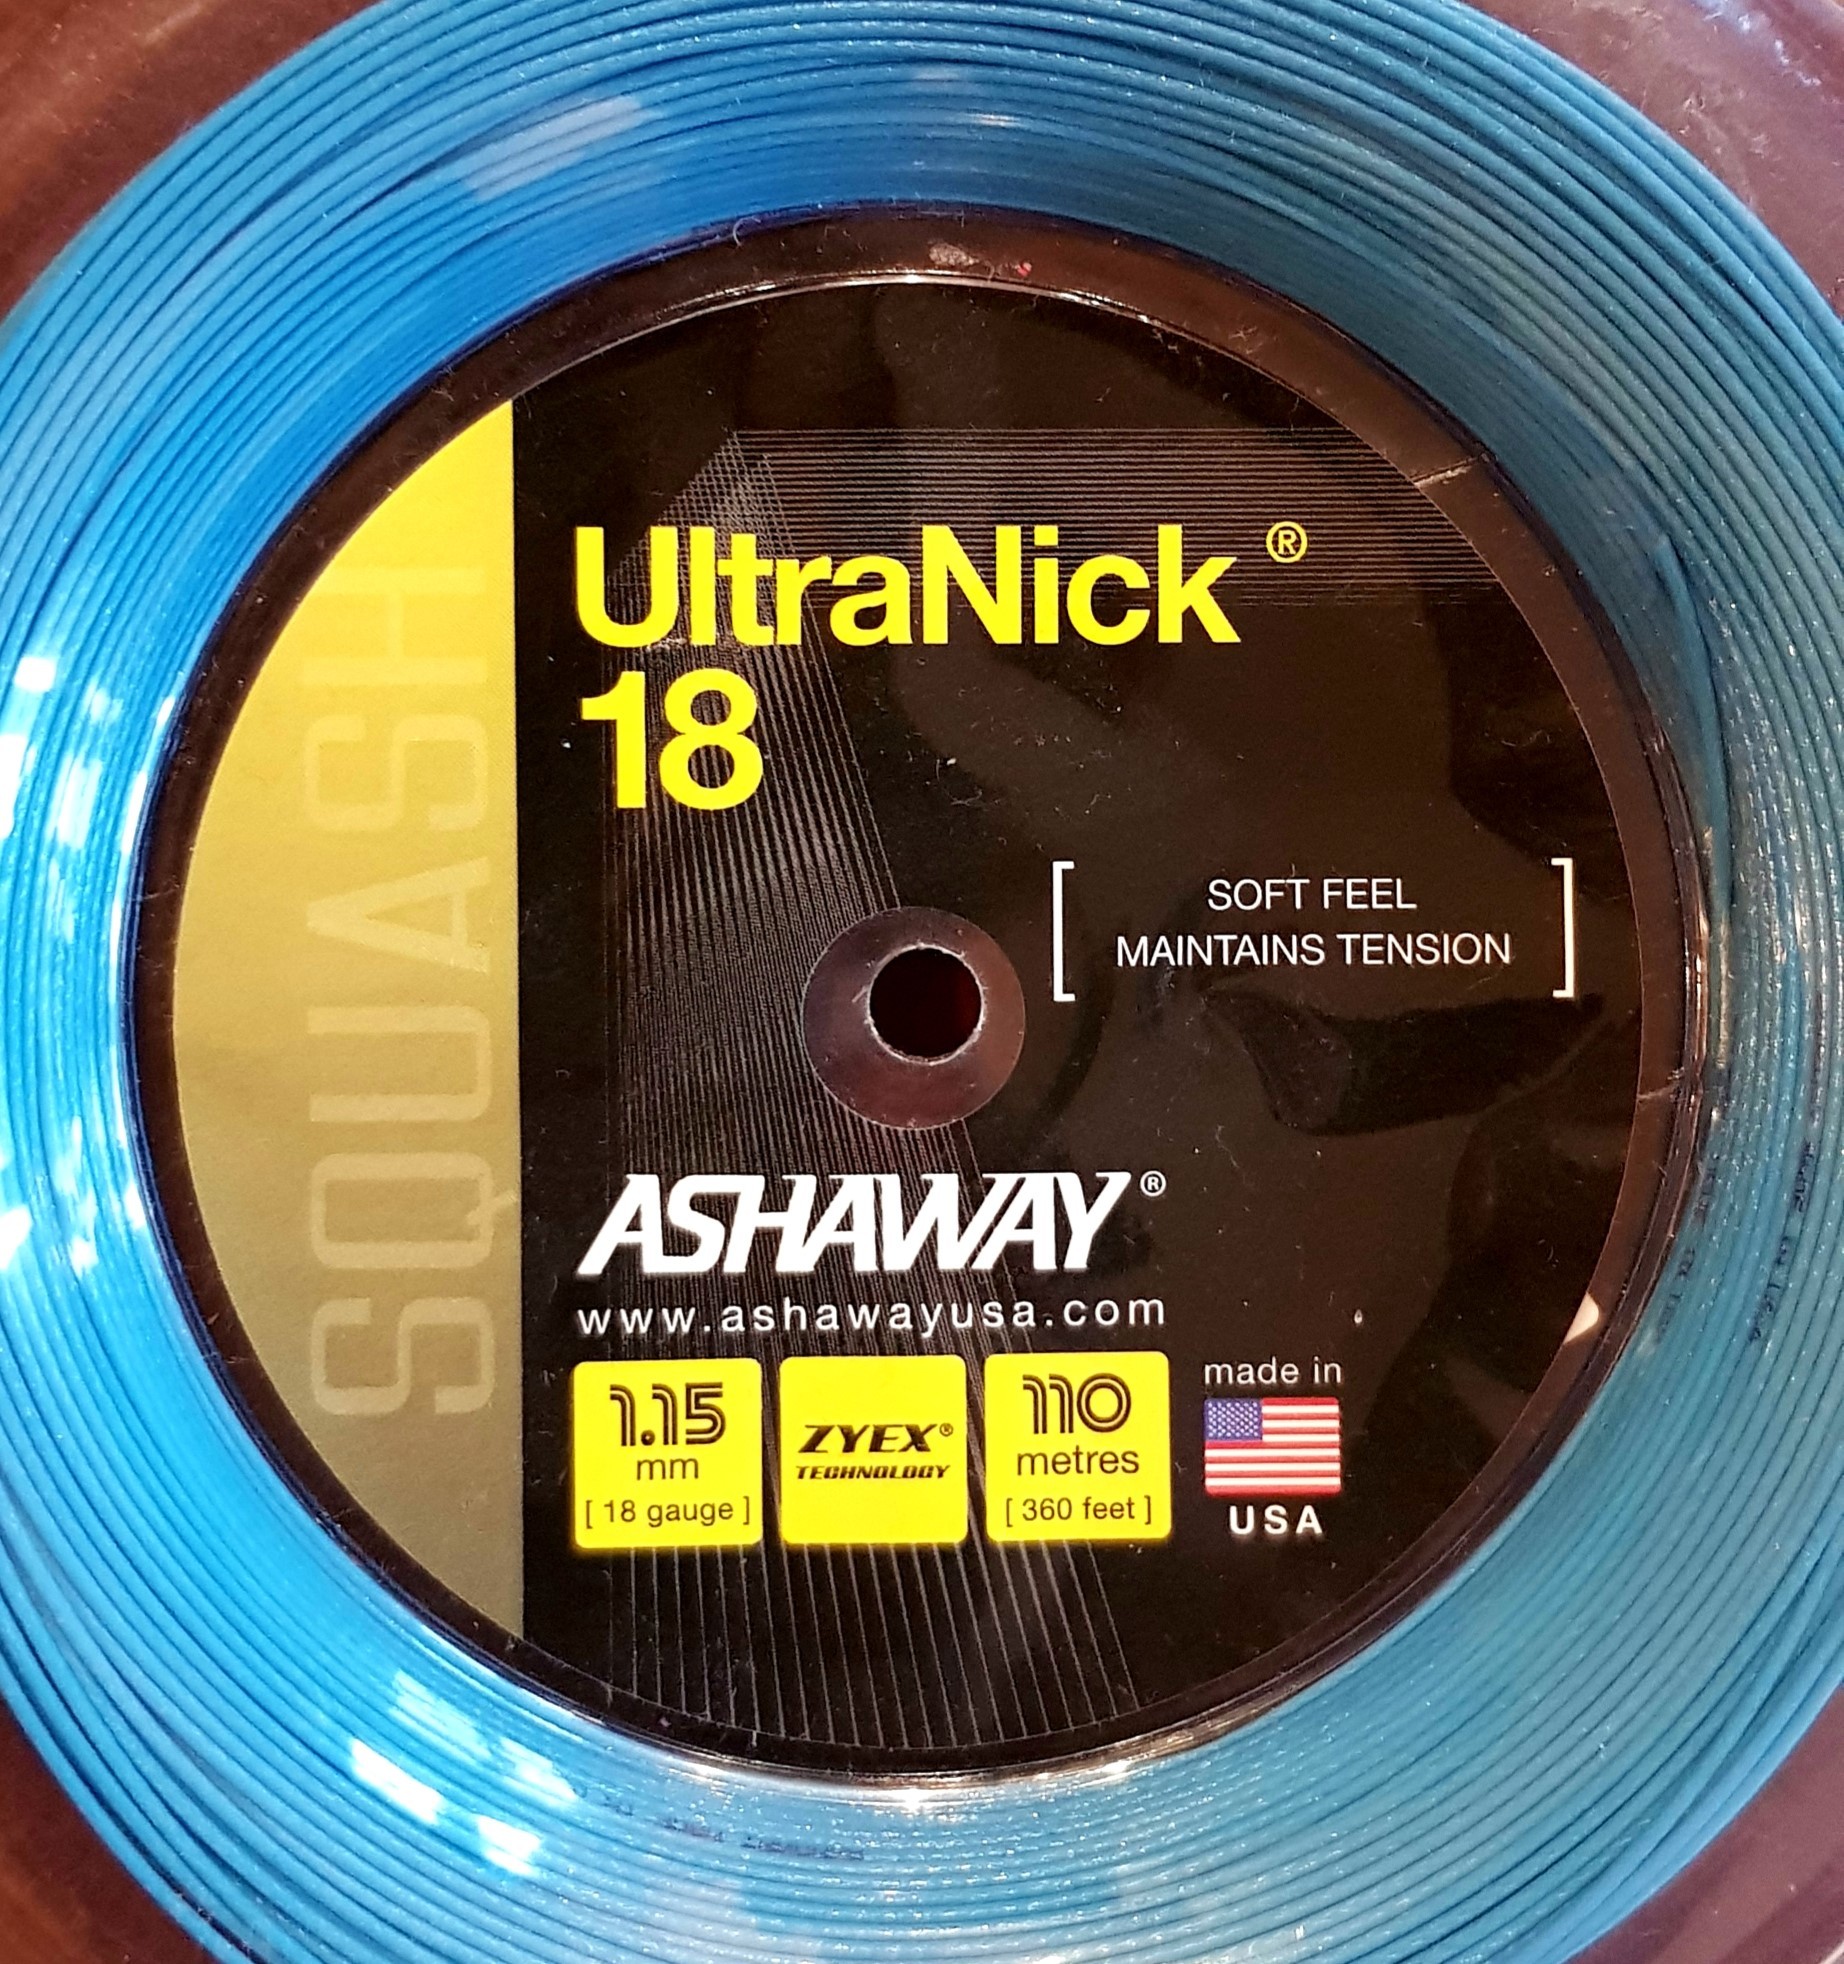 SQUASH
UltraNick ®
18
[ SOFT FEEL
MAINTAINS TENSION ]
ASHAWAY ®
www.ashawayusa.com
1.15
mm
[ 18 gauge ]
ZYEX®
TECHNOLOGY
110
metres
[ 360 feet ]
made in
USA